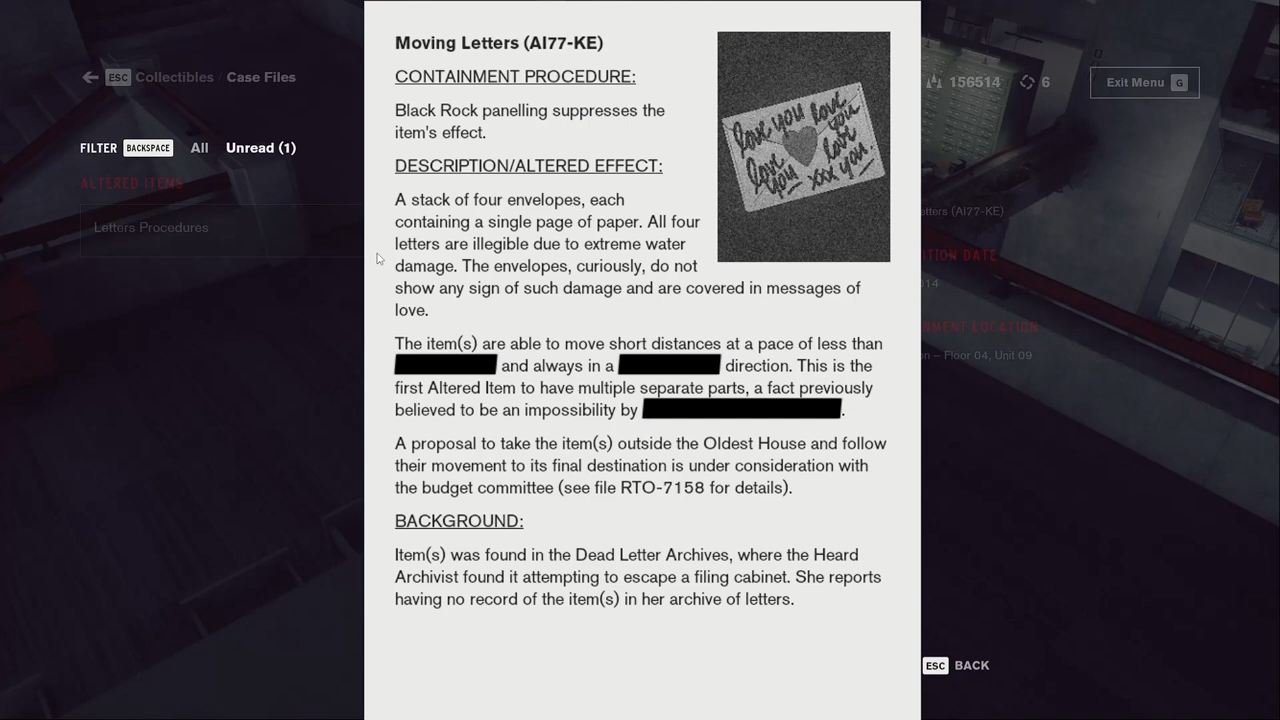 ESC Collectibles / Case Files
156514
6
Exit Menu G
FILTER BACKSPACE All Unread (1)
ALTERED ITEMS
Letters Procedures
Moving Letters (AI77-KE)
CONTAINMENT PROCEDURE:
Black Rock panelling suppresses the
item's effect.
DESCRIPTION/ALTERED EFFECT:
A stack of four envelopes, each
containing a single page of paper. All four
letters are illegible due to extreme water
damage. The envelopes, curiously, do not
show any sign of such damage and are covered in messages of
love.
The item(s) are able to move short distances at a pace of less than
and always in a direction. This is the
first Altered Item to have multiple separate parts, a fact previously
believed to be an impossibility by .
A proposal to take the item(s) outside the Oldest House and follow
their movement to its final destination is under consideration with
the budget committee (see file RTO-7158 for details).
BACKGROUND:
Item(s) was found in the Dead Letter Archives, where the Heard
Archivist found it attempting to escape a filing cabinet. She reports
having no record of the item(s) in her archive of letters.
love you love
you
love love
you xxx you
(AI77-KE)
DATE
014
LOCATION
– Floor 04, Unit 09
ESC BACK